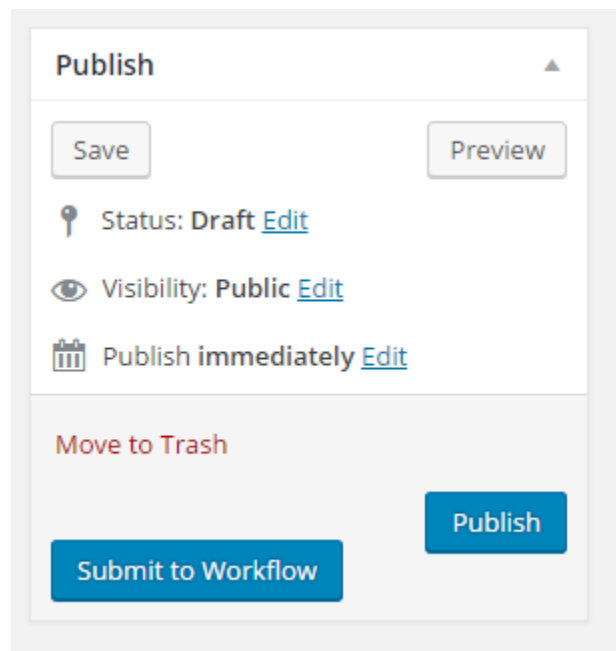 Publish
Save Preview
Status: Draft Edit
Visibility: Public Edit
Publish immediately Edit
Move to Trash
Publish
Submit to Workflow